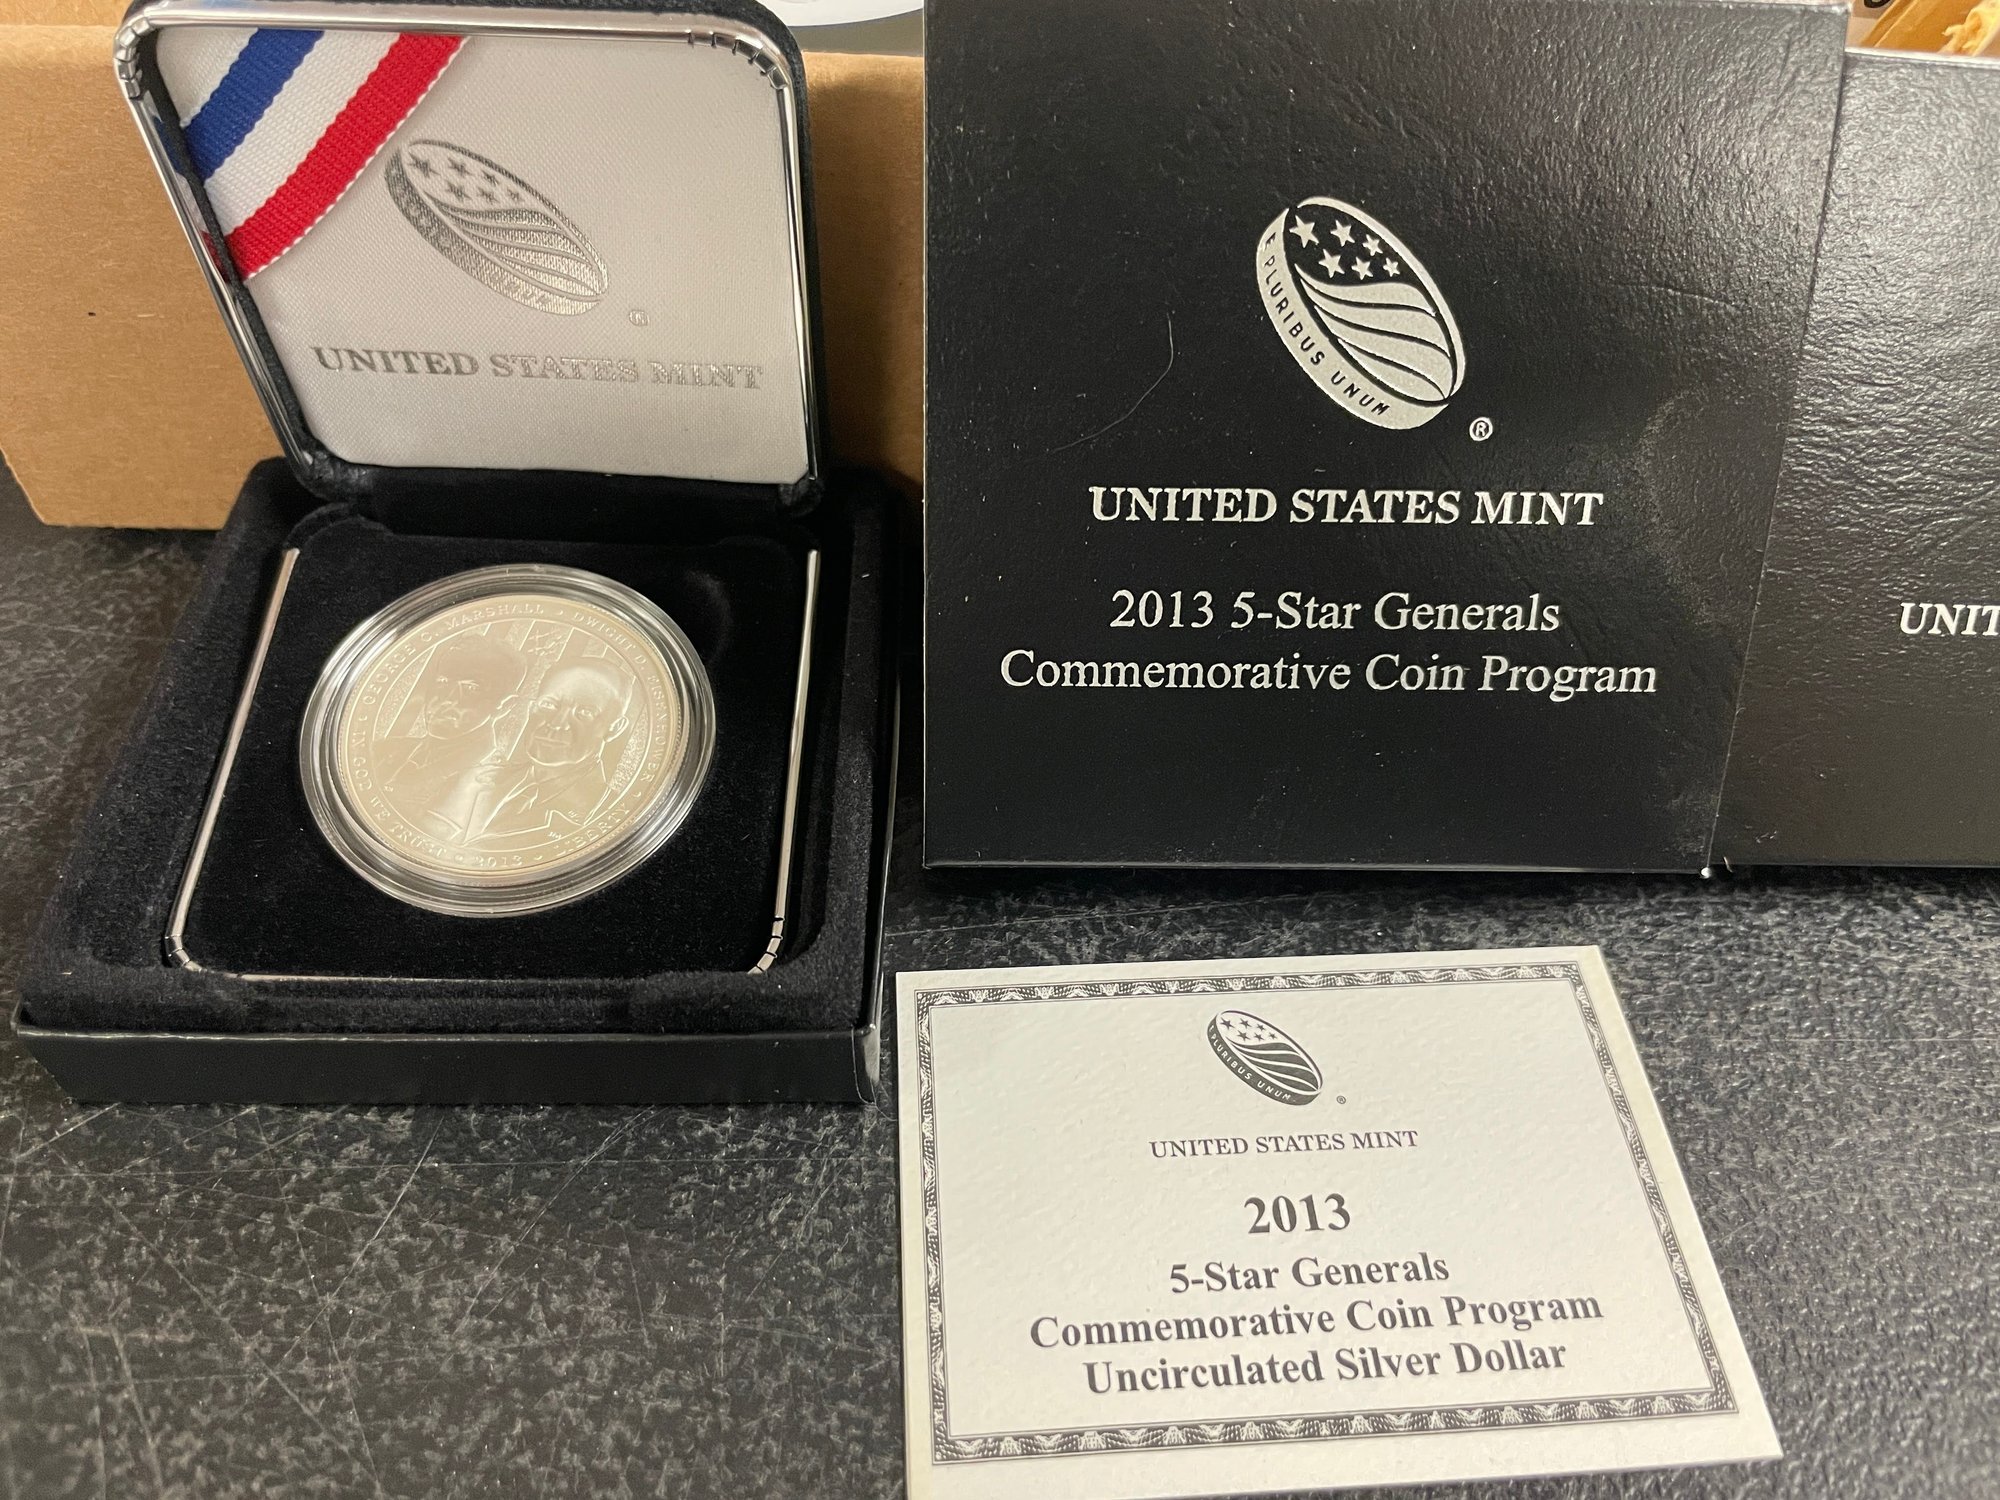 ®
UNITED STATES MINT
GEORGE C. MARSHALL • DWIGHT D. EISENHOWER
IN GOD WE TRUST • 2013 • LIBERTY
E PLURIBUS UNUM
®
UNITED STATES MINT
2013 5-Star Generals
Commemorative Coin Program
UNIT
E PLURIBUS UNUM
®
UNITED STATES MINT
2013
5-Star Generals
Commemorative Coin Program
Uncirculated Silver Dollar